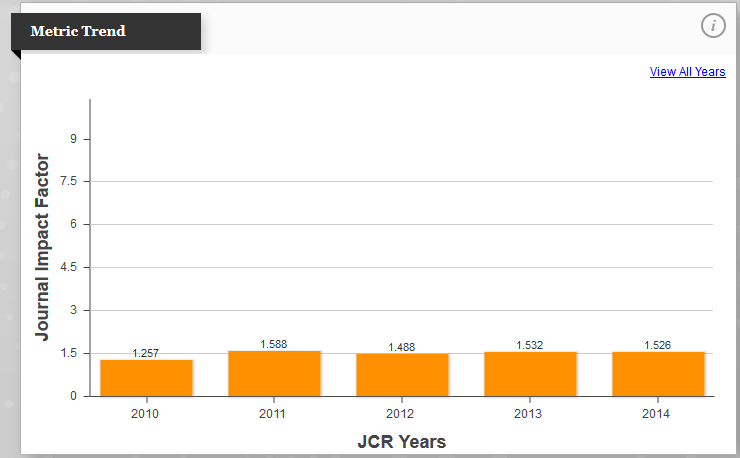 Metric Trend
i
View All Years
Journal Impact Factor
9
7.5
6
4.5
3
1.5
0
1.257
1.588
1.488
1.532
1.526
2010 2011 2012 2013 2014
JCR Years